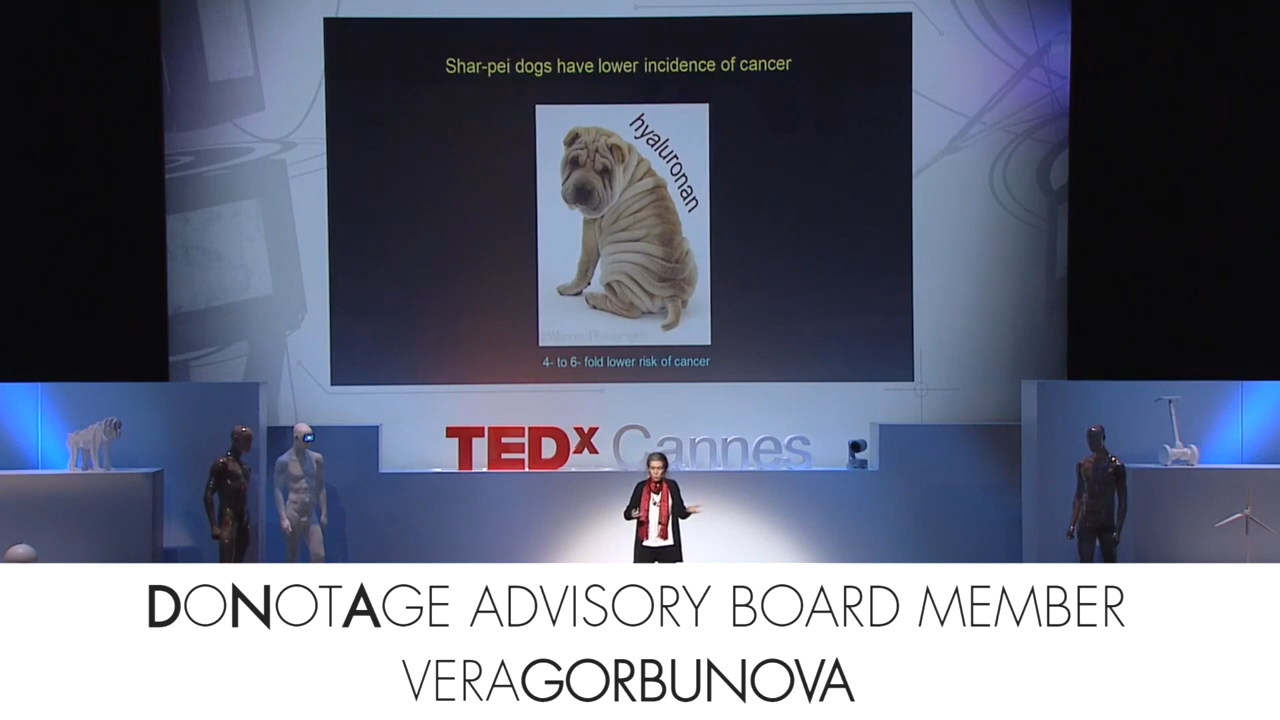 Shar-pei dogs have lower incidence of cancer
hyaluronan
4- to 6- fold lower risk of cancer
TEDx Cannes
DONOTAGE ADVISORY BOARD MEMBER
VERAGORBUNOVA